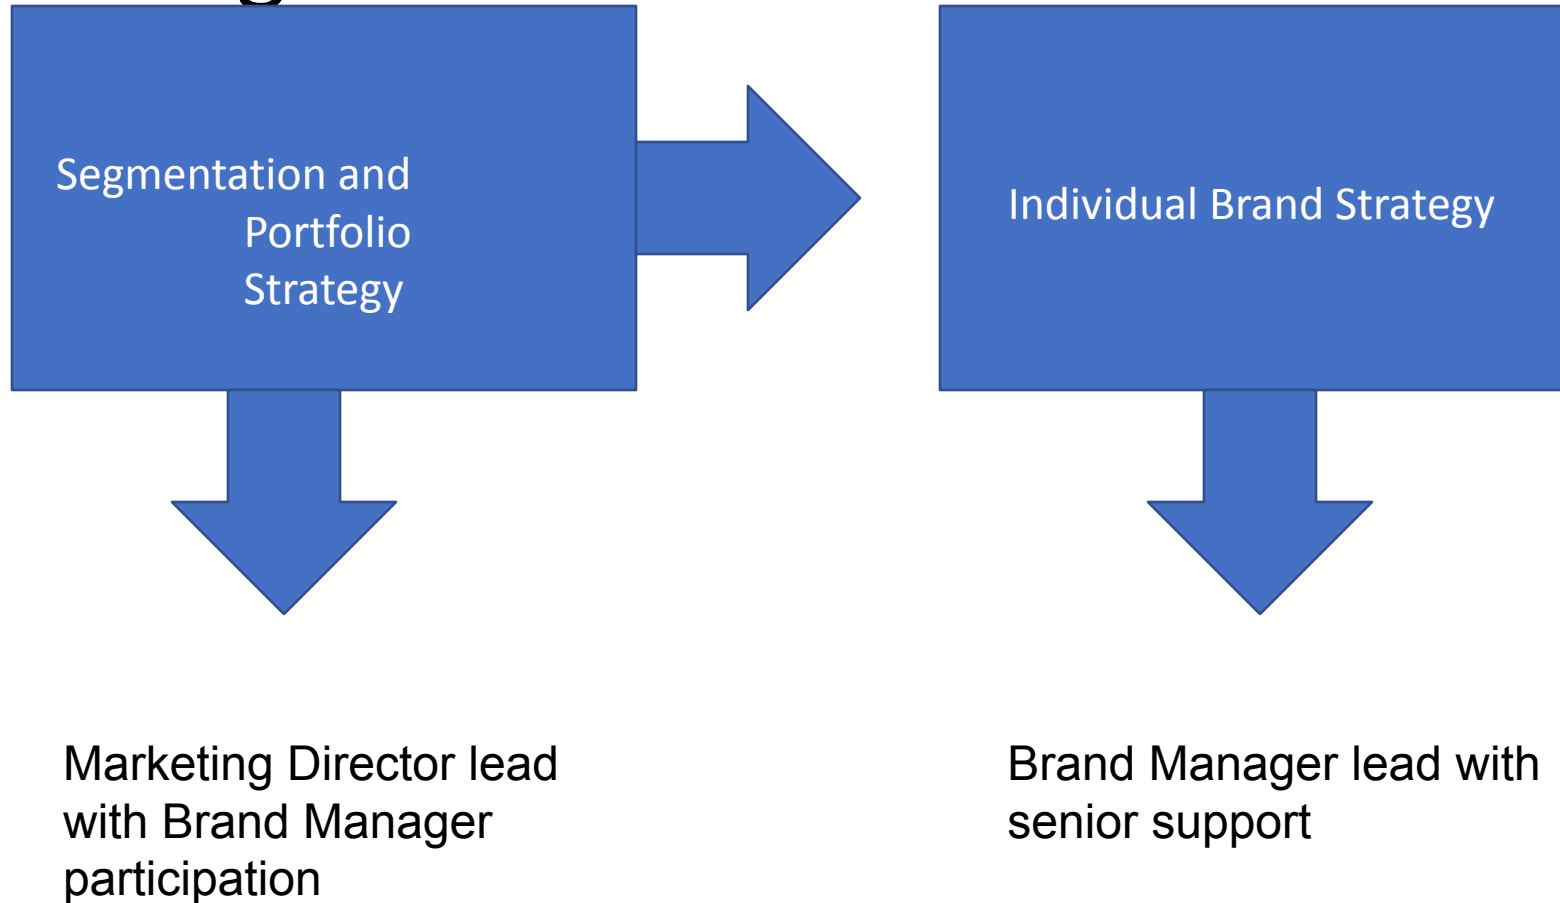 Segmentation and
Portfolio
Strategy
Individual Brand Strategy
Marketing Director lead
with Brand Manager
participation
Brand Manager lead with
senior support